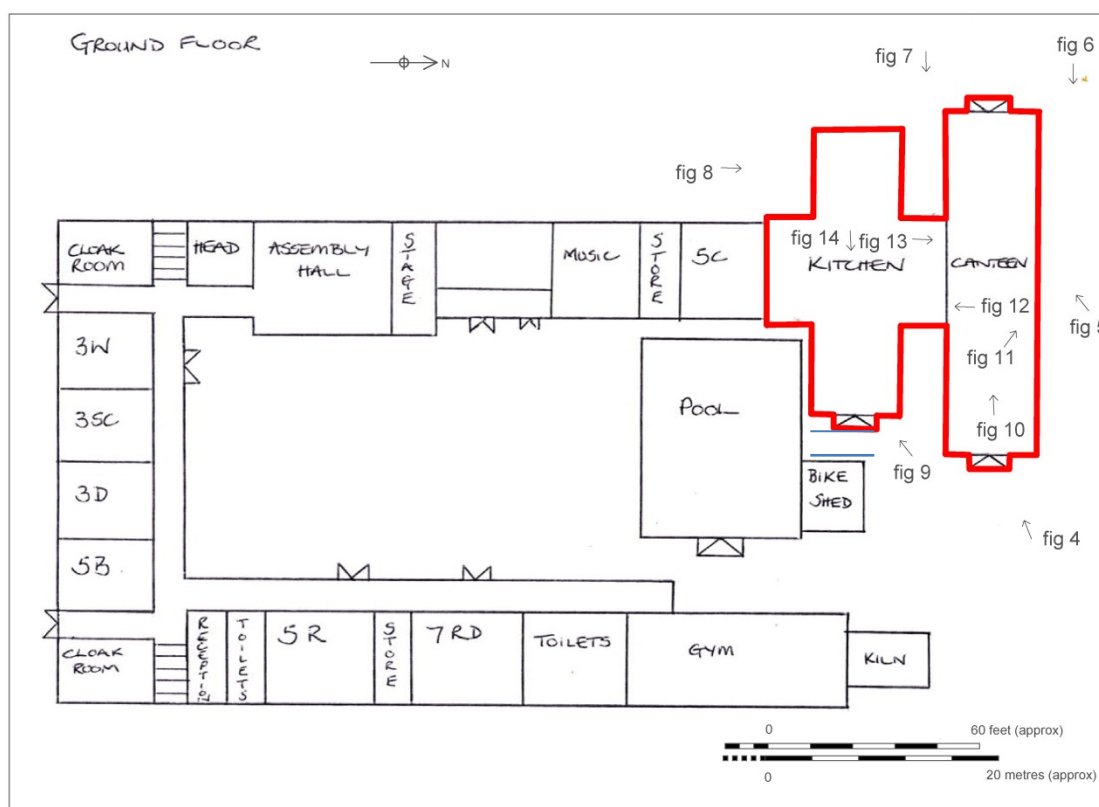 GROUND FLOOR
N
fig 7
fig 6
fig 8
CLOAK
ROOM
HEAD
ASSEMBLY
HALL
STAGE
MUSIC
STORE
5C
fig 14
fig 13
KITCHEN
CANTEEN
fig 12
fig 5
fig 11
fig 10
3W
3SC
3D
5B
POOL
fig 9
BIKE
SHED
fig 4
CLOAK
ROOM
RECEPTION
TOILETS
5R
STORE
7RD
TOILETS
GYM
KILN
0
60 feet (approx)
0
20 metres (approx)